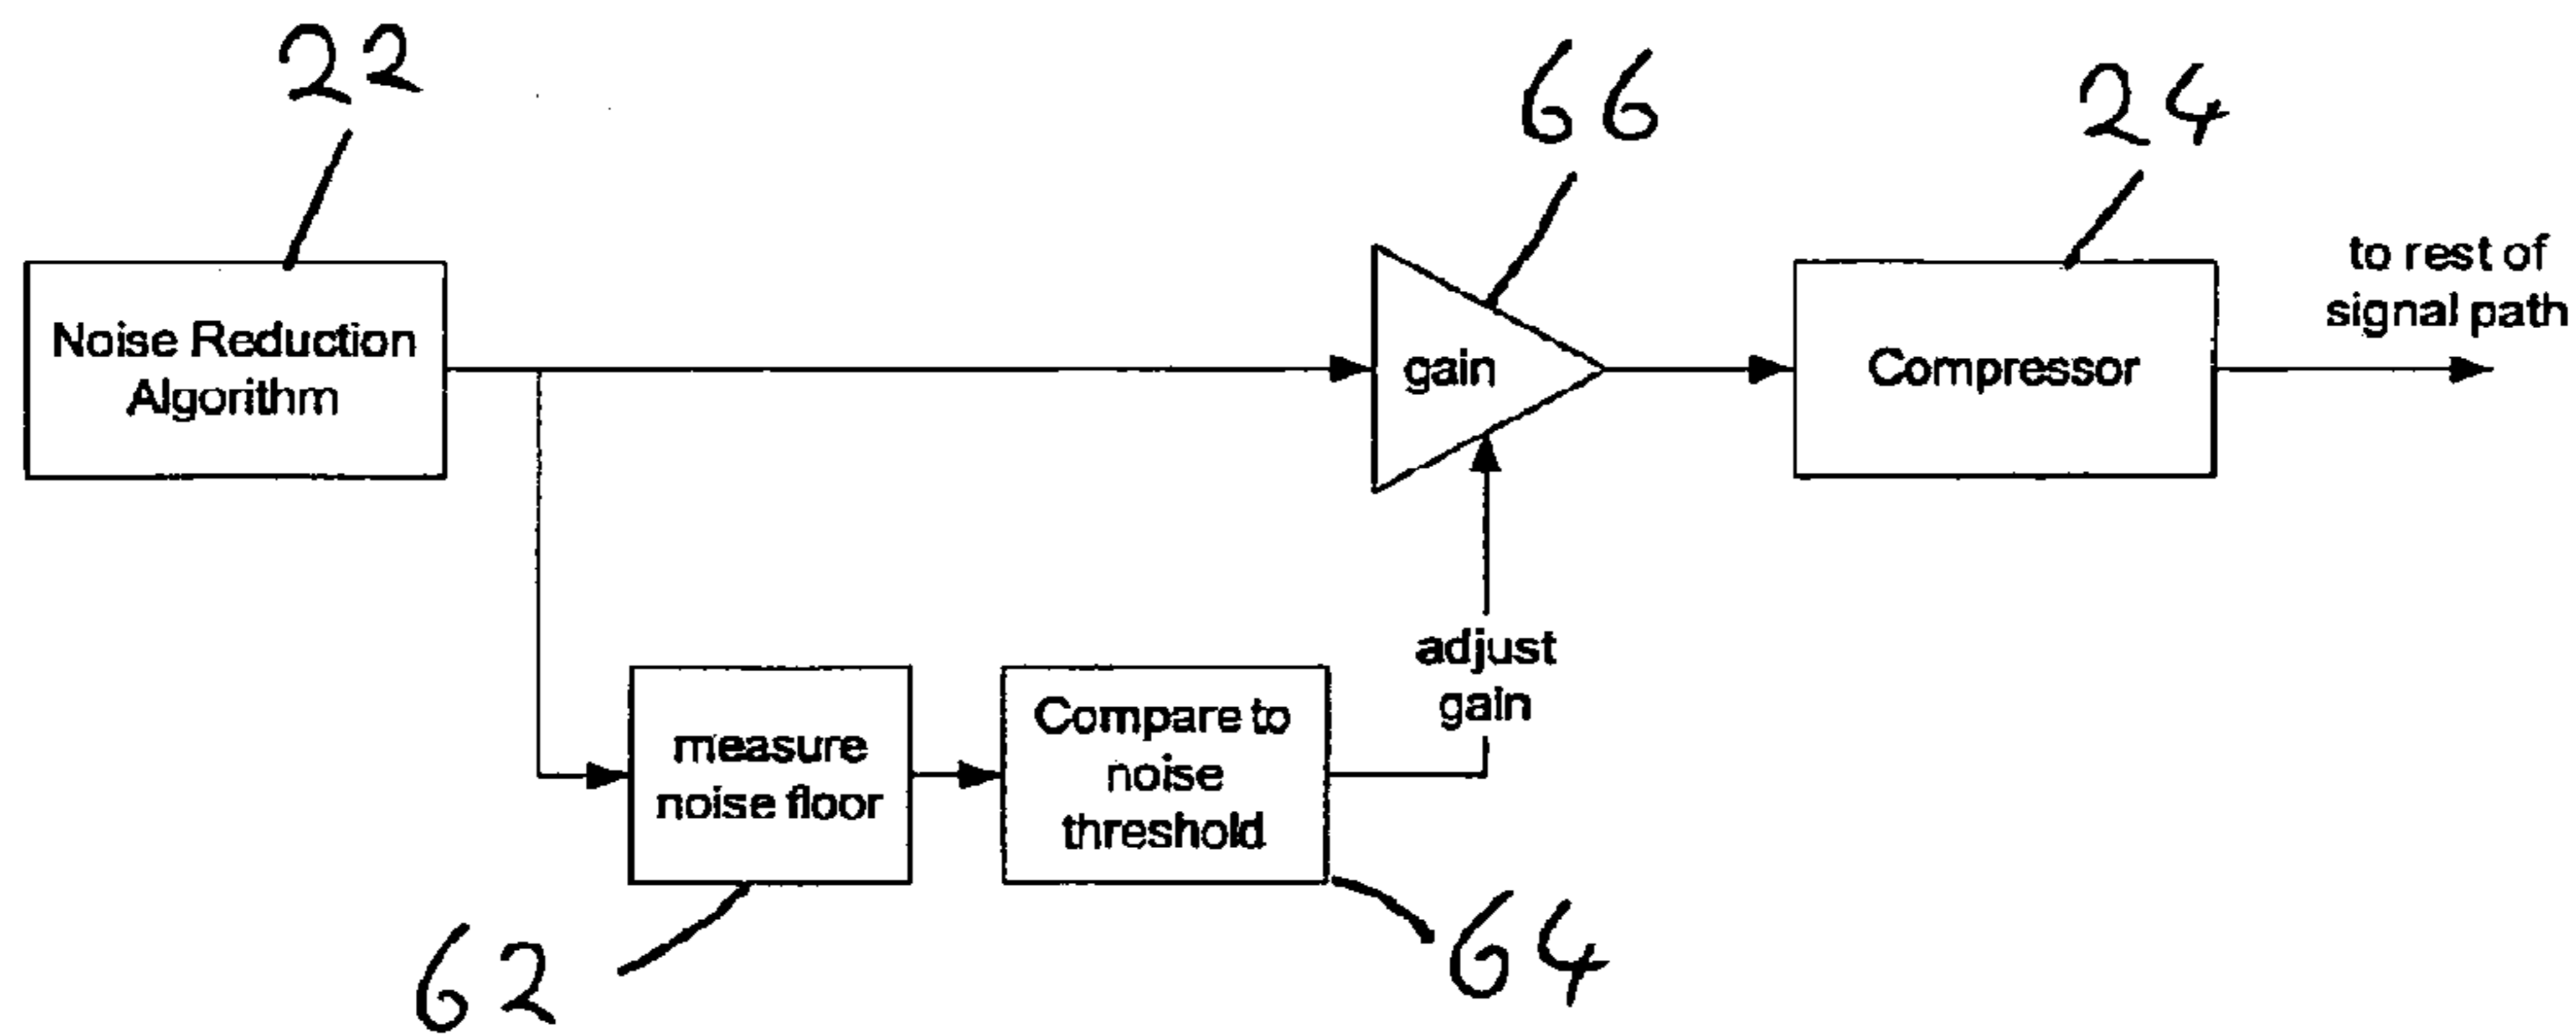 22
66
24
Noise Reduction
Algorithm
gain
Compressor
to rest of
signal path
adjust
gain
measure
noise floor
Compare to
noise
threshold
62
64